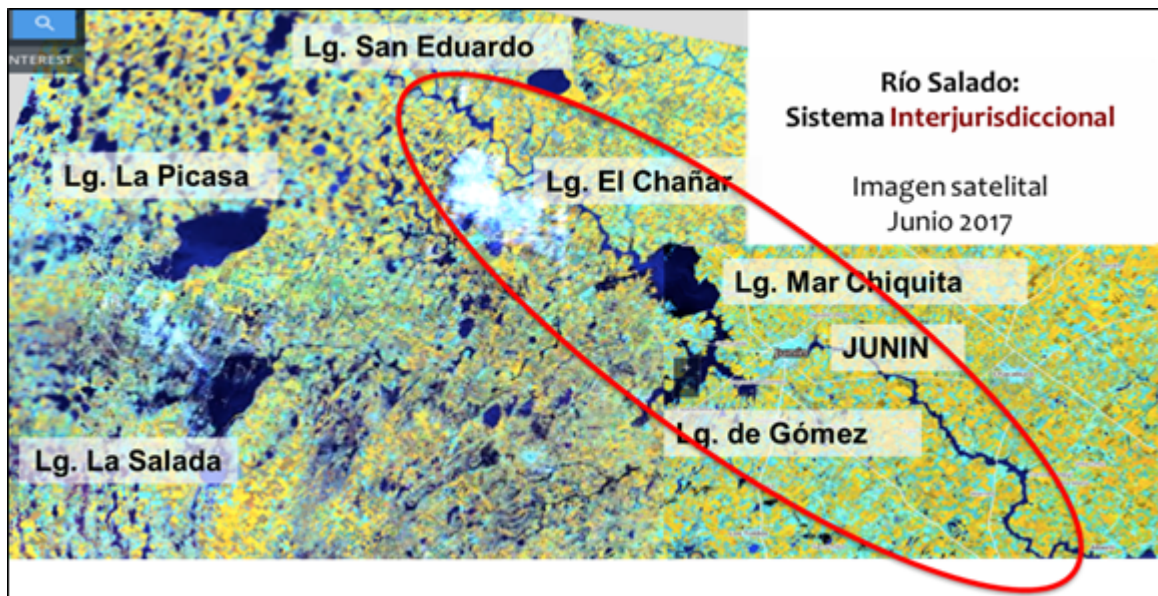 NTEREST
Lg. San Eduardo
Río Salado:
Sistema Interjurisdiccional
Imagen satelital
Junio 2017
Lg. La Picasa
Lg. El Chañar
Lg. Mar Chiquita
JUNIN
Lg. de Gómez
Lg. La Salada